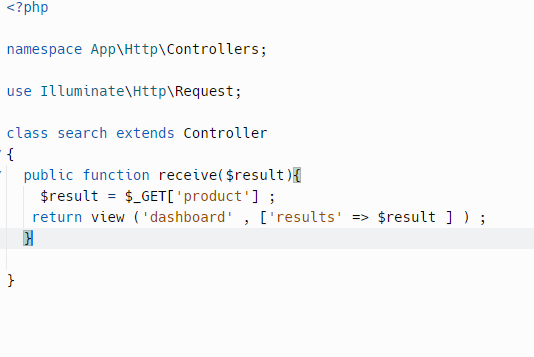 <?php
namespace App\Http\Controllers;
use Illuminate\Http\Request;
class search extends Controller
{
public function receive($result){
$result = $_GET['product'] ;
return view ('dashboard' , ['results' => $result ] ) ;
}
}